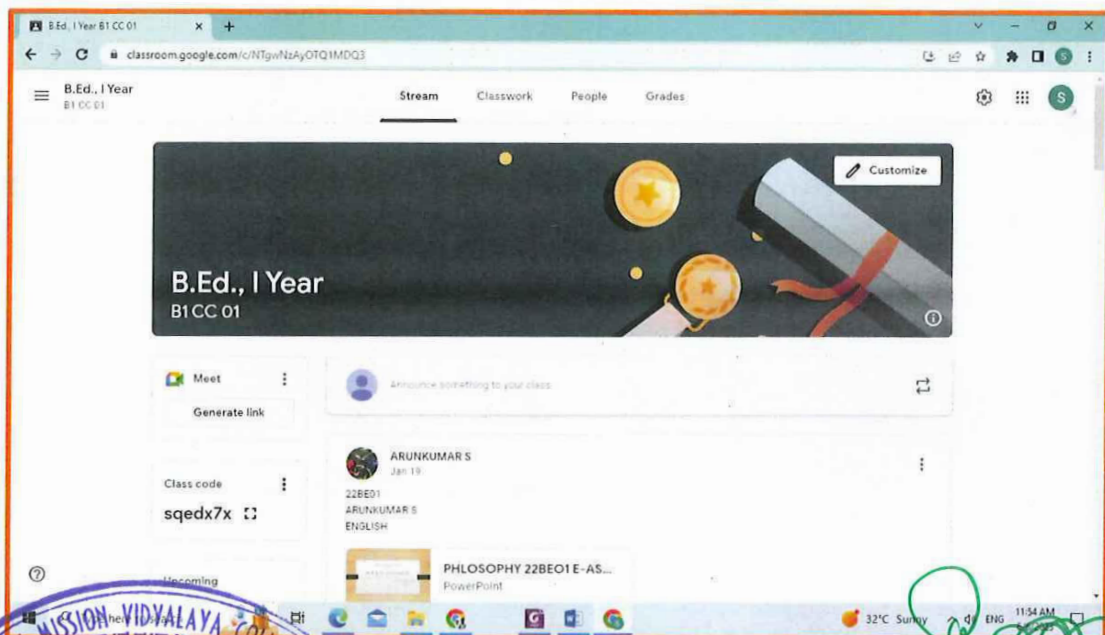 B.Ed., I Year B1 CC 01
classroom.google.com/c/NTgwNzAyOTQ1MDQ3
B.Ed., I Year
B1 CC 01
Stream Classwork People Grades
S
Customize
B.Ed., I Year
B1 CC 01
Meet
Generate link
Announce something to your class
Class code
sqedx7x
ARUNKUMAR S
Jan 19
22BE01
ARUNKUMAR S
ENGLISH
PHLOSOPHY 22BEO1 E-AS...
PowerPoint
Upcoming
MISSION VIDYALAYA
32°C Sunny ENG 11:54 AM